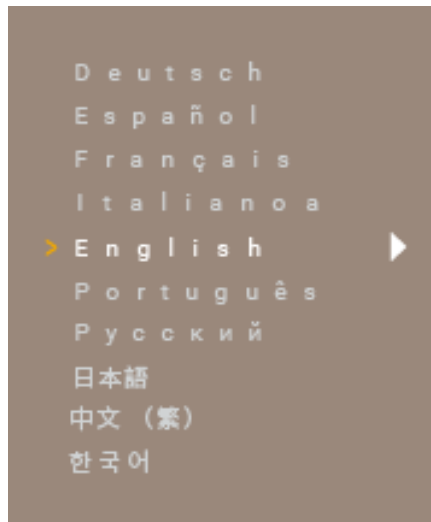 Deutsch
Español
Français
Italianoa
> English
Português
Русский
日本語
中文 （繁）
한국어